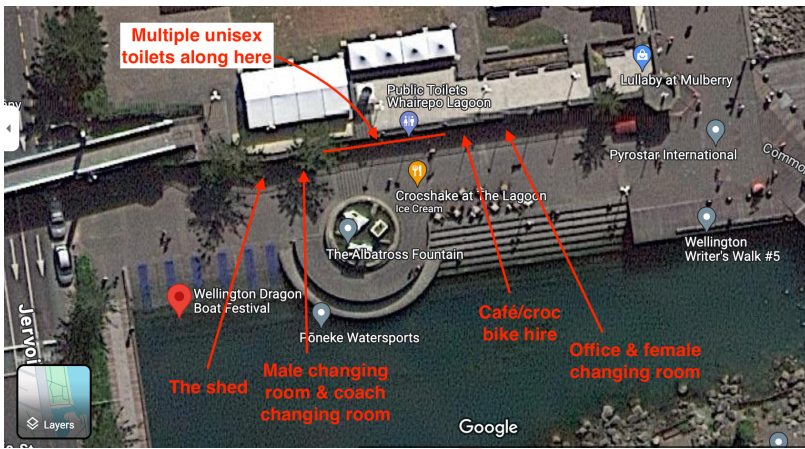 Multiple unisex
toilets along here
Public Toilets
Whairepo Lagoon
Lullaby at Mulberry
Pyrostar International
Crocshake at The Lagoon
Ice Cream
The Albatross Fountain
Wellington
Writer's Walk #5
Wellington Dragon
Boat Festival
Pōneke Watersports
Café/croc
bike hire
Office & female
changing room
The shed
Male changing
room & coach
changing room
Layers
Google